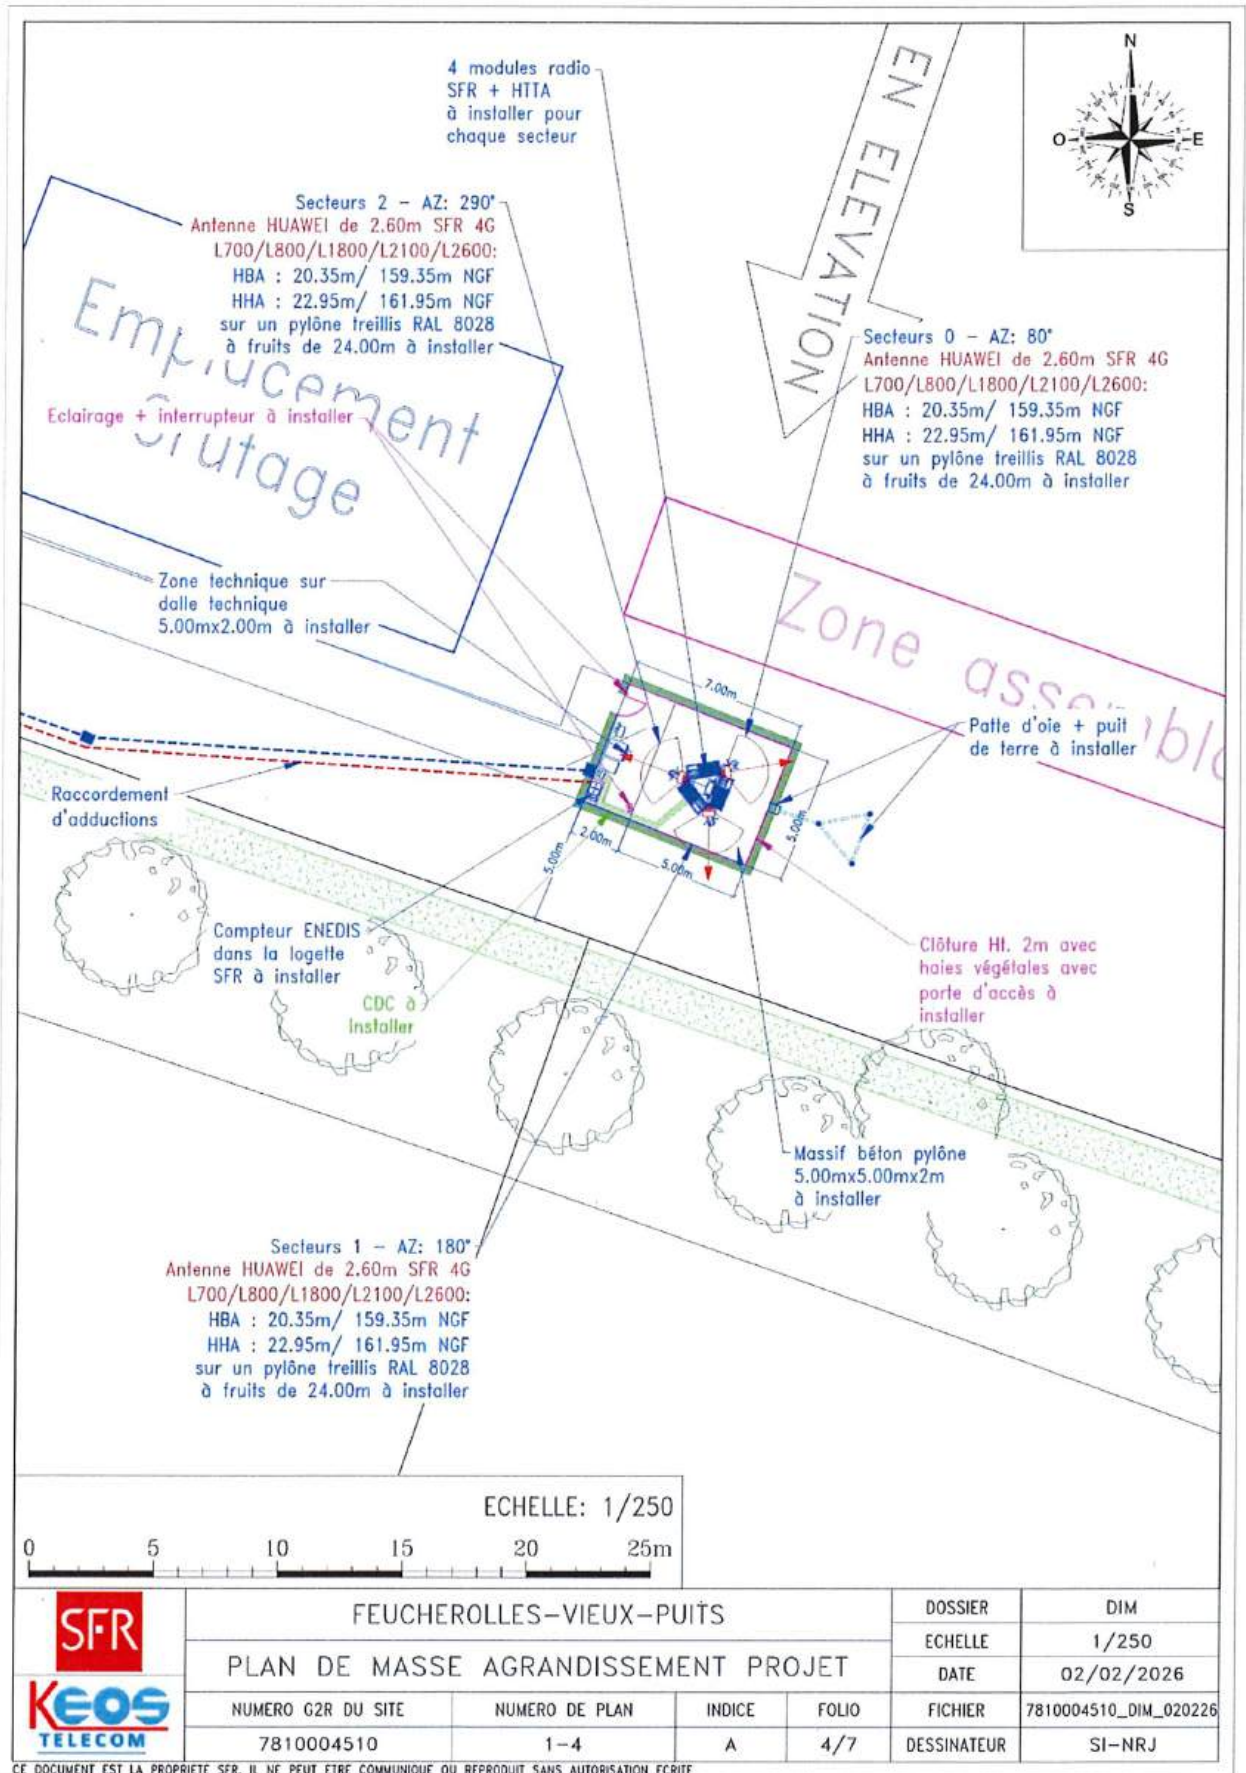 4 modules radio
SFR + HTTA
à installer pour
chaque secteur
EN ELEVATION
N
O
E
S
Secteurs 2 - AZ: 290°
Antenne HUAWEI de 2.60m SFR 4G
L700/L800/L1800/L2100/L2600:
HBA : 20.35m/ 159.35m NGF
HHA : 22.95m/ 161.95m NGF
sur un pylône treillis RAL 8028
à fruits de 24.00m à installer
Secteurs 0 - AZ: 80°
Antenne HUAWEI de 2.60m SFR 4G
L700/L800/L1800/L2100/L2600:
HBA : 20.35m/ 159.35m NGF
HHA : 22.95m/ 161.95m NGF
sur un pylône treillis RAL 8028
à fruits de 24.00m à installer
Emplacement
Grutage
Eclairage + interrupteur à installer
Zone technique sur
dalle technique
5.00mx2.00m à installer
Zone assembla
7.00m
5.00m
2.00m
5.00m
5.00m
Patte d'oie + puit
de terre à installer
Raccordement
d'adductions
Compteur ENEDIS
dans la logette
SFR à installer
CDC à
installer
Clôture Ht. 2m avec
haies végétales avec
porte d'accès à
installer
Massif béton pylône
5.00mx5.00mx2m
à installer
Secteurs 1 - AZ: 180°
Antenne HUAWEI de 2.60m SFR 4G
L700/L800/L1800/L2100/L2600:
HBA : 20.35m/ 159.35m NGF
HHA : 22.95m/ 161.95m NGF
sur un pylône treillis RAL 8028
à fruits de 24.00m à installer
ECHELLE: 1/250
0 5 10 15 20 25m
SFR
KEOS
TELECOM
FEUCHEROLLES-VIEUX-PUITS
PLAN DE MASSE AGRANDISSEMENT PROJET
NUMERO G2R DU SITE NUMERO DE PLAN INDICE FOLIO
7810004510 1-4 A 4/7
DOSSIER DIM
ECHELLE 1/250
DATE 02/02/2026
FICHIER 7810004510_DIM_020226
DESSINATEUR SI-NRJ
CE DOCUMENT EST LA PROPRIETE SFR. IL NE PEUT ETRE COMMUNIQUE OU REPRODUIT SANS AUTORISATION ECRITE